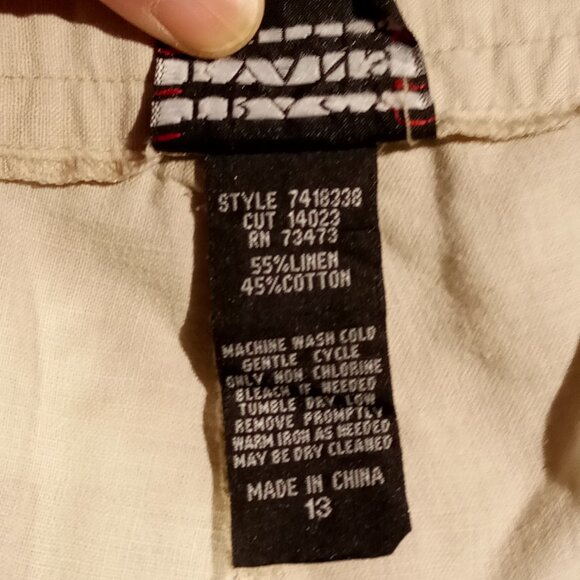 STYLE 7418338
CUT 14023
RN 73473
55%LINEN
45%COTTON
MACHINE WASH COLD
GENTLE CYCLE
ONLY NON CHLORINE
BLEACH IF NEEDED
TUMBLE DRY LOW
REMOVE PROMPTLY
WARM IRON AS NEEDED
MAY BE DRY CLEANED
MADE IN CHINA
13